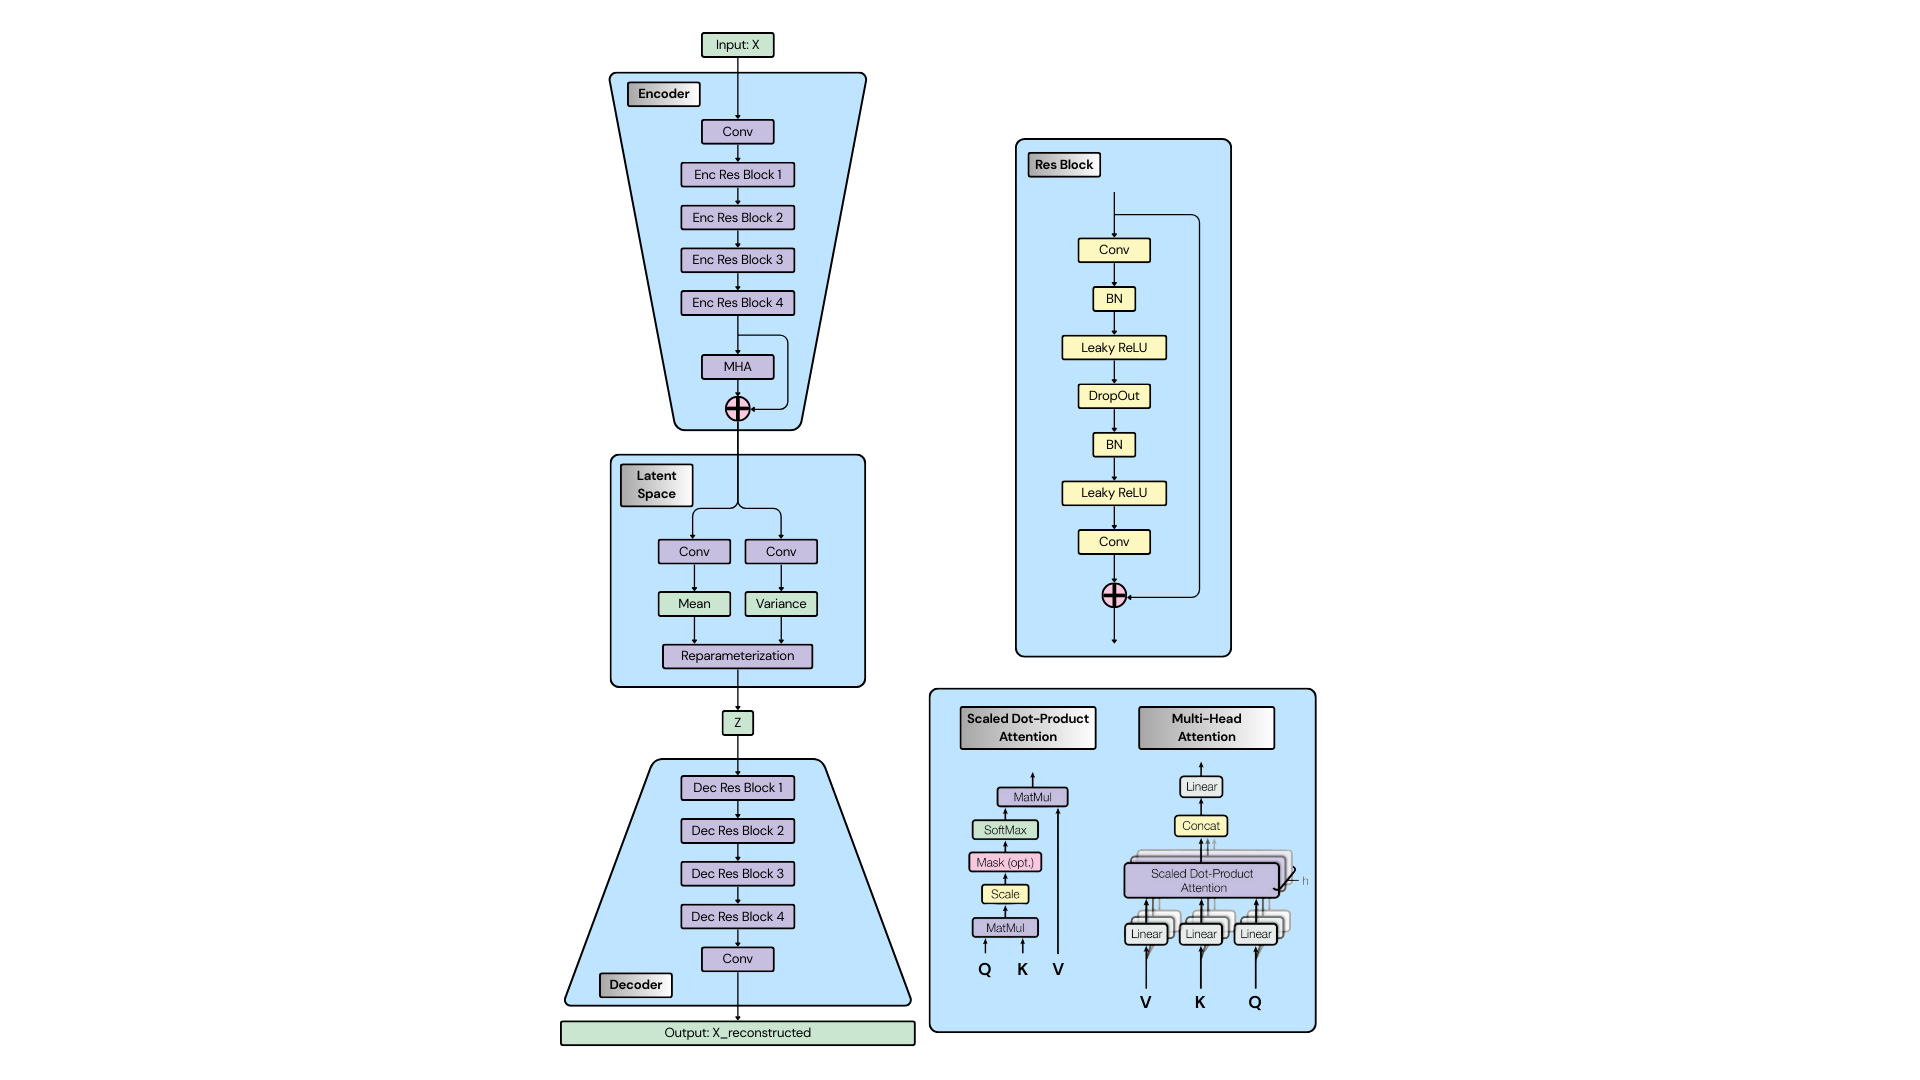 Input: X
Encoder
Conv
Enc Res Block 1
Enc Res Block 2
Enc Res Block 3
Enc Res Block 4
MHA
Latent
Space
Conv Conv
Mean Variance
Reparameterization
Z
Dec Res Block 1
Dec Res Block 2
Dec Res Block 3
Dec Res Block 4
Conv
Decoder
Output: X_reconstructed
Res Block
Conv
BN
Leaky ReLU
DropOut
BN
Leaky ReLU
Conv
Scaled Dot-Product
Attention
MatMul
SoftMax
Mask (opt.)
Scale
MatMul
Q K V
Multi-Head
Attention
Linear
Concat
Scaled Dot-Product
Attention
h
Linear Linear Linear
V K Q